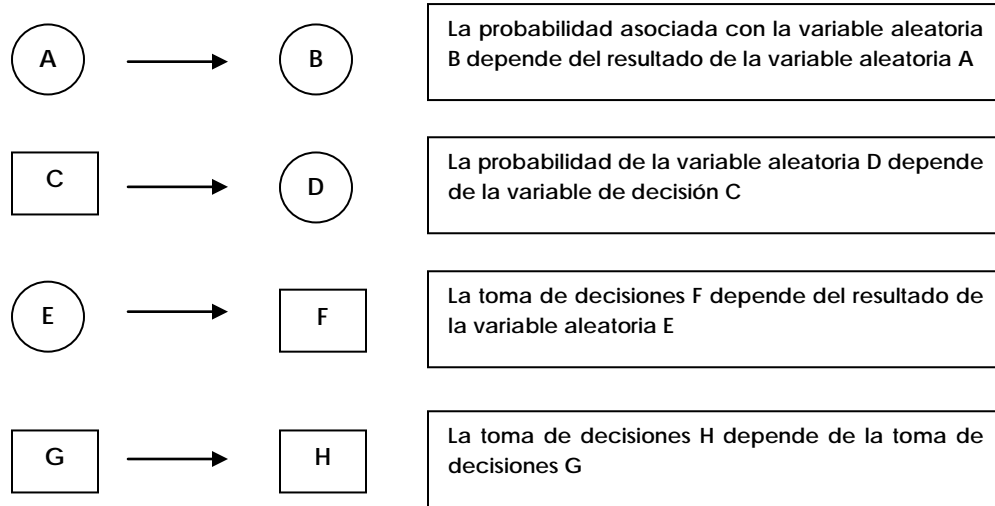 A
B
La probabilidad asociada con la variable aleatoria
B depende del resultado de la variable aleatoria A
C
D
La probabilidad de la variable aleatoria D depende
de la variable de decisión C
E
F
La toma de decisiones F depende del resultado de
la variable aleatoria E
G
H
La toma de decisiones H depende de la toma de
decisiones G